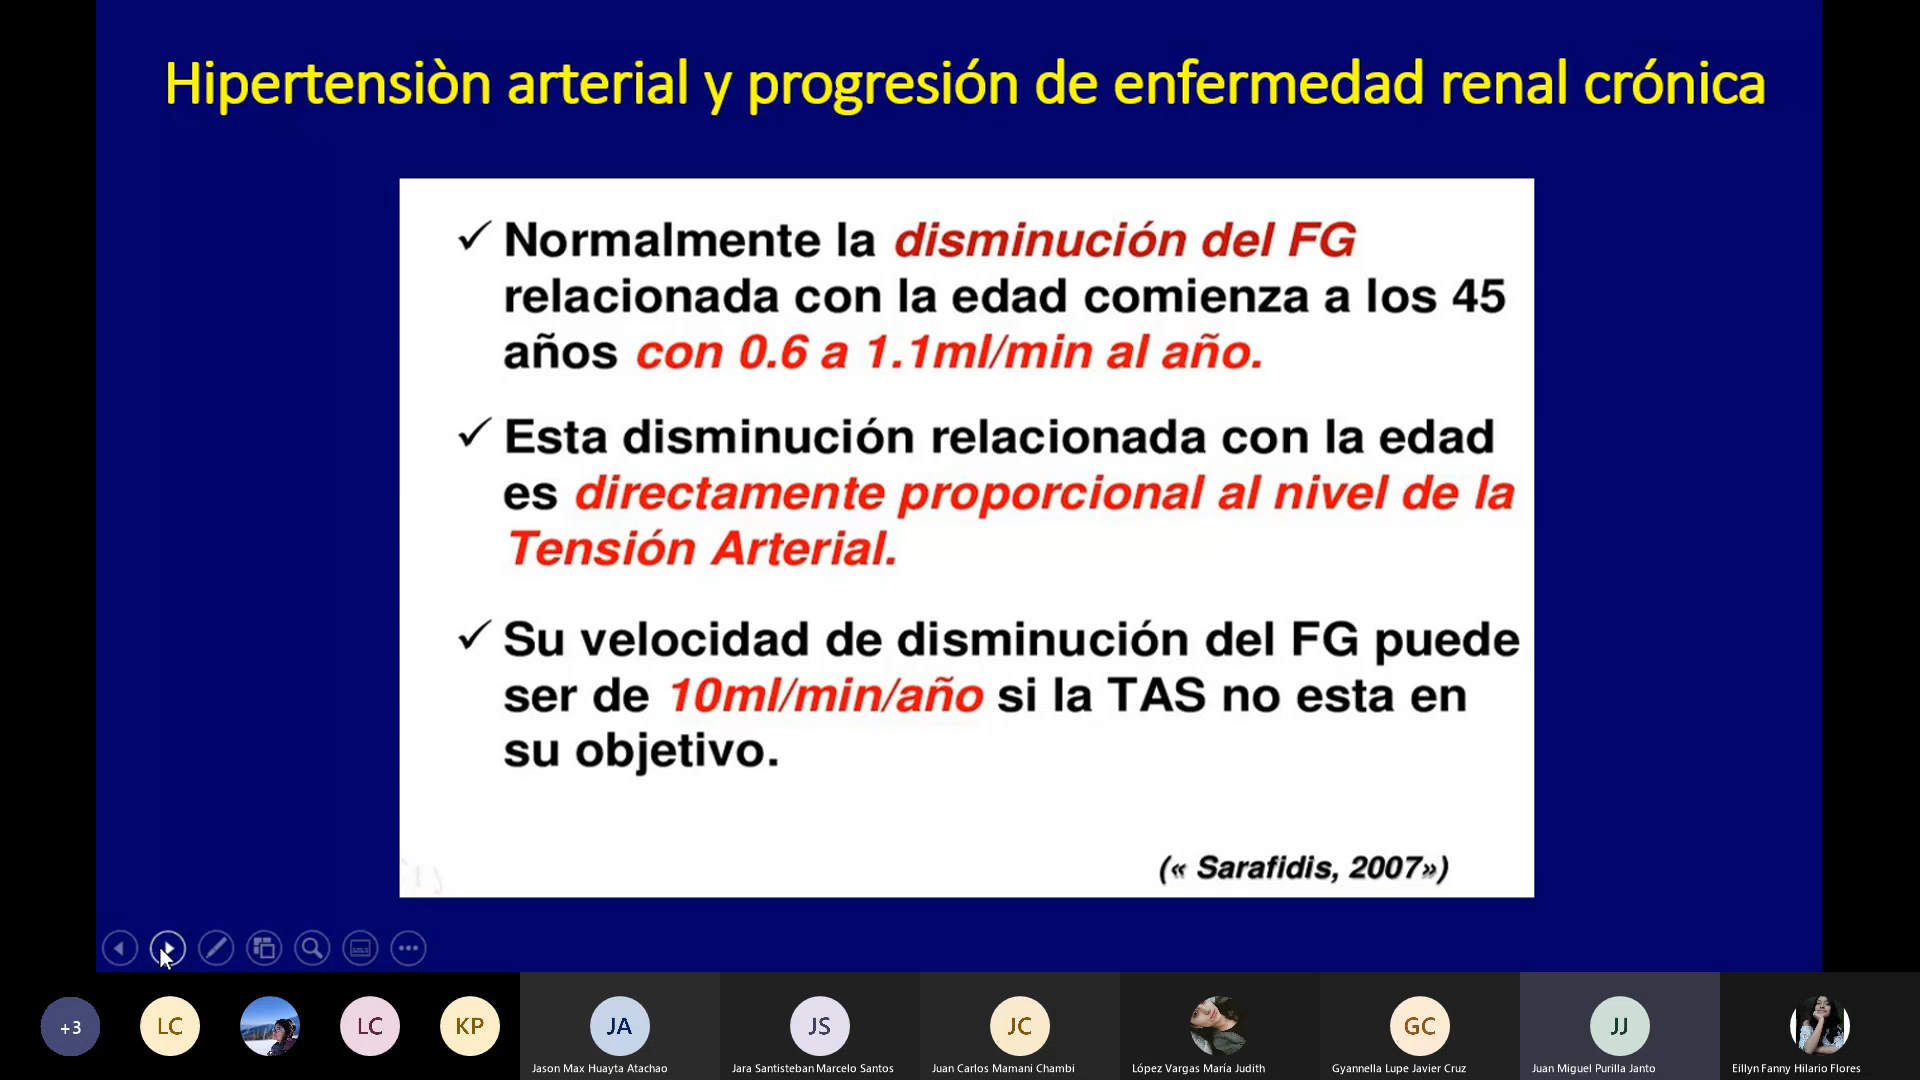 Hipertensiòn arterial y progresión de enfermedad renal crónica
✓ Normalmente la disminución del FG
relacionada con la edad comienza a los 45
años con 0.6 a 1.1ml/min al año.
✓ Esta disminución relacionada con la edad
es directamente proporcional al nivel de la
Tensión Arterial.
✓ Su velocidad de disminución del FG puede
ser de 10ml/min/año si la TAS no esta en
su objetivo.
(« Sarafidis, 2007»)
+3
LC
LC
KP
JA
JS
JC
GC
JJ
Jason Max Huayta Atachao
Jara Santisteban Marcelo Santos
Juan Carlos Mamani Chambi
López Vargas María Judith
Gyannella Lupe Javier Cruz
Juan Miguel Purilla Janto
Eillyn Fanny Hilario Flores